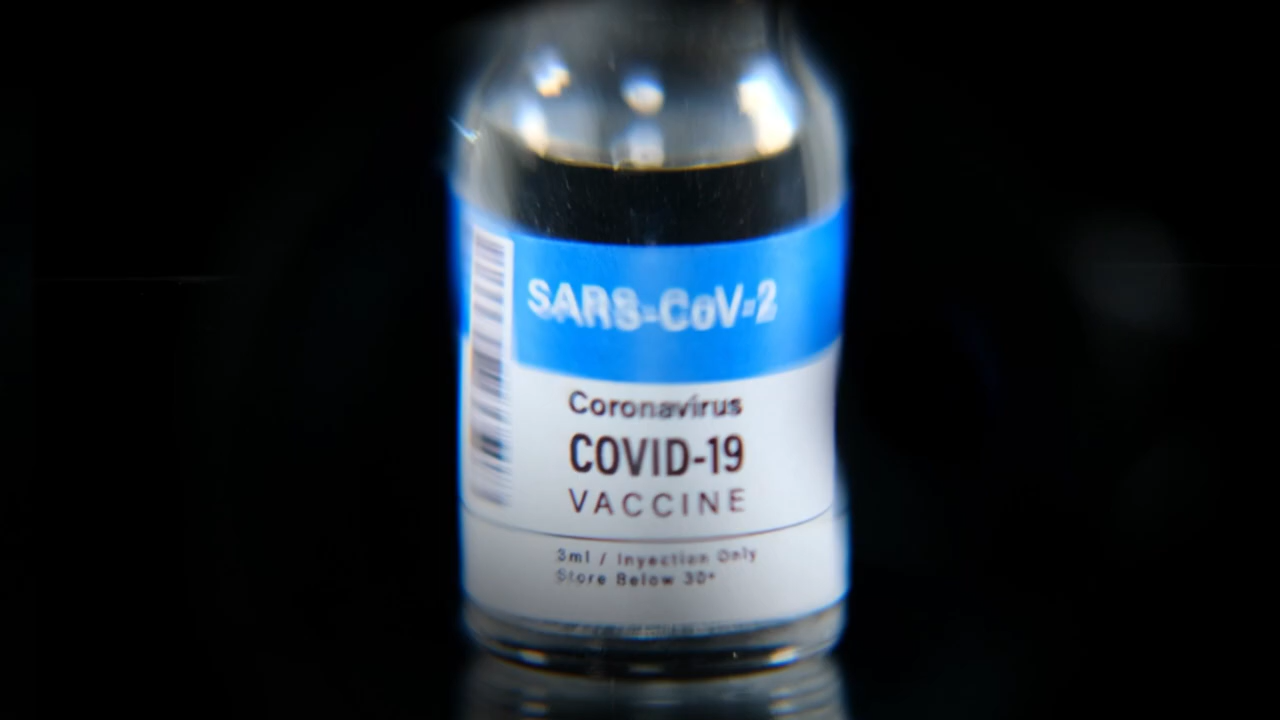 SARS-CoV-2
Coronavirus
COVID-19
VACCINE
3ml / Inyection Only
Store Below 30°